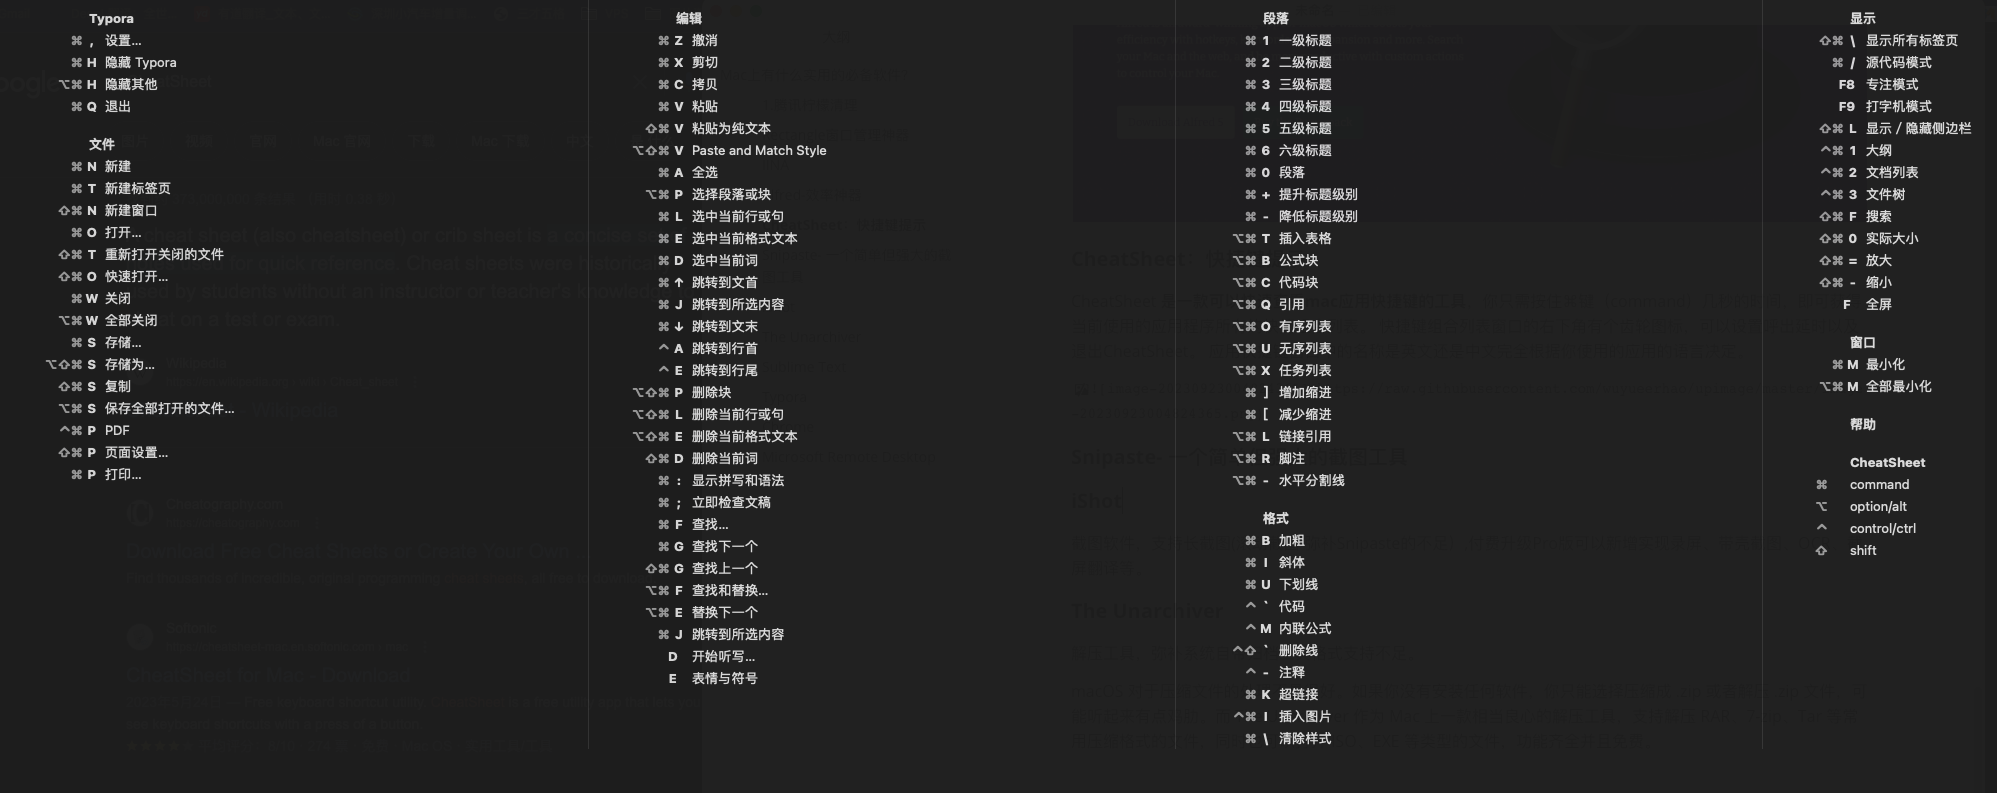 Typora
⌘ , 设置...
⌘ H 隐藏 Typora
⌥⌘ H 隐藏其他
⌘ Q 退出
文件
⌘ N 新建
⌘ T 新建标签页
⇧⌘ N 新建窗口
⌘ O 打开...
⇧⌘ T 重新打开关闭的文件
⇧⌘ O 快速打开...
⌘ W 关闭
⌥⌘ W 全部关闭
⌘ S 存储...
⌥⇧⌘ S 存储为...
⇧⌘ S 复制
⌥⌘ S 保存全部打开的文件...
^⌘ P PDF
⇧⌘ P 页面设置...
⌘ P 打印...
编辑
⌘ Z 撤消
⌘ X 剪切
⌘ C 拷贝
⌘ V 粘贴
⇧⌘ V 粘贴为纯文本
⌥⇧⌘ V Paste and Match Style
⌘ A 全选
⌥⌘ P 选择段落或块
⌘ L 选中当前行或句
⌘ E 选中当前格式文本
⌘ D 选中当前词
⌘ ↑ 跳转到文首
⌘ J 跳转到所选内容
⌘ ↓ 跳转到文末
^ A 跳转到行首
^ E 跳转到行尾
⌥⇧⌘ P 删除块
⌥⇧⌘ L 删除当前行或句
⌥⇧⌘ E 删除当前格式文本
⇧⌘ D 删除当前词
⌘ : 显示拼写和语法
⌘ ; 立即检查文稿
⌘ F 查找...
⌘ G 查找下一个
⇧⌘ G 查找上一个
⌥⌘ F 查找和替换...
⌥⌘ E 替换下一个
⌘ J 跳转到所选内容
D 开始听写...
E 表情与符号
段落
⌘ 1 一级标题
⌘ 2 二级标题
⌘ 3 三级标题
⌘ 4 四级标题
⌘ 5 五级标题
⌘ 6 六级标题
⌘ 0 段落
⌘ + 提升标题级别
⌘ - 降低标题级别
⌥⌘ T 插入表格
⌥⌘ B 公式块
⌥⌘ C 代码块
⌥⌘ Q 引用
⌥⌘ O 有序列表
⌥⌘ U 无序列表
⌥⌘ X 任务列表
⌘ ] 增加缩进
⌘ [ 减少缩进
⌥⌘ L 链接引用
⌥⌘ R 脚注
⌥⌘ - 水平分割线
格式
⌘ B 加粗
⌘ I 斜体
⌘ U 下划线
^ ` 代码
^ M 内联公式
^⇧ ` 删除线
^ - 注释
⌘ K 超链接
^⌘ I 插入图片
⌘ \ 清除样式
显示
⇧⌘ \ 显示所有标签页
⌘ / 源代码模式
F8 专注模式
F9 打字机模式
⇧⌘ L 显示 / 隐藏侧边栏
^⌘ 1 大纲
^⌘ 2 文档列表
^⌘ 3 文件树
⇧⌘ F 搜索
⇧⌘ 0 实际大小
⇧⌘ = 放大
⇧⌘ - 缩小
F 全屏
窗口
⌘ M 最小化
⌥⌘ M 全部最小化
帮助
CheatSheet
⌘ command
⌥ option/alt
^ control/ctrl
⇧ shift